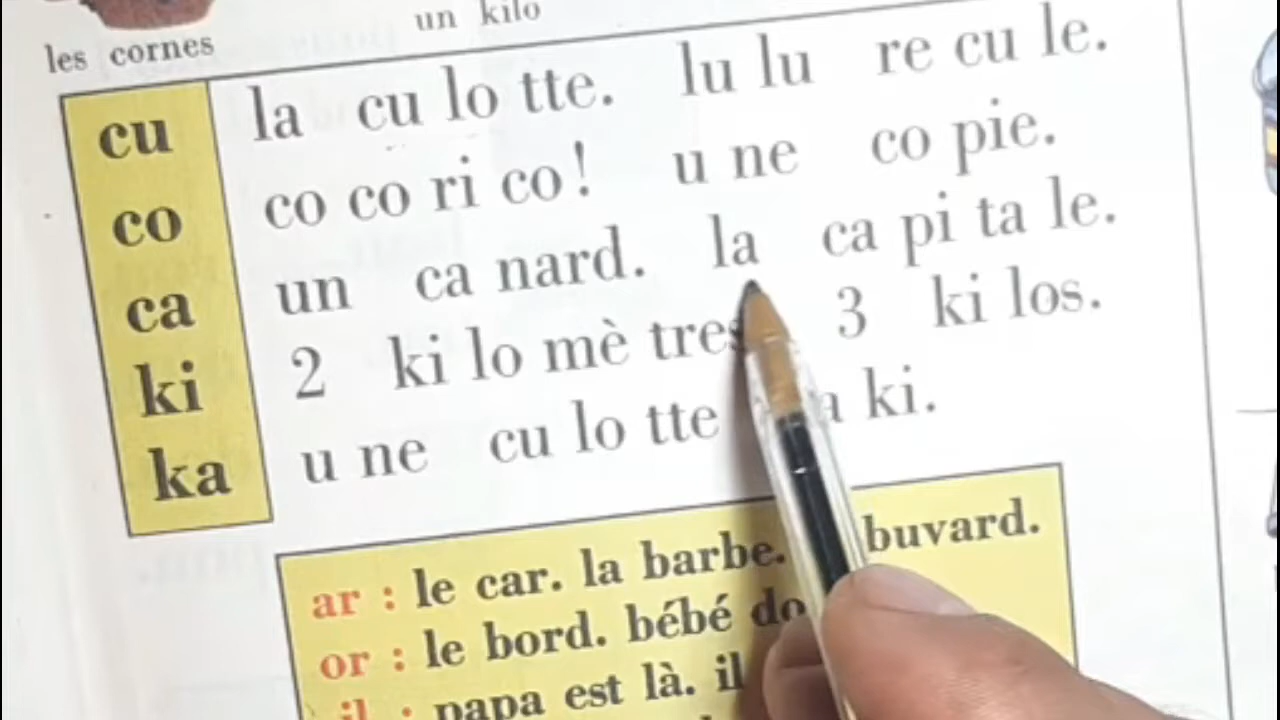 les cornes un kilo
cu la cu lo tte. lu lu re cu le.
co co co ri co! u ne co pie.
ca un ca nard. la ca pi ta le.
ki 2 ki lo mè tres 3 ki los.
ka u ne cu lo tte ki.
ar : le car. la barbe. buvard.
or : le bord. bébé
il : papa est là. il